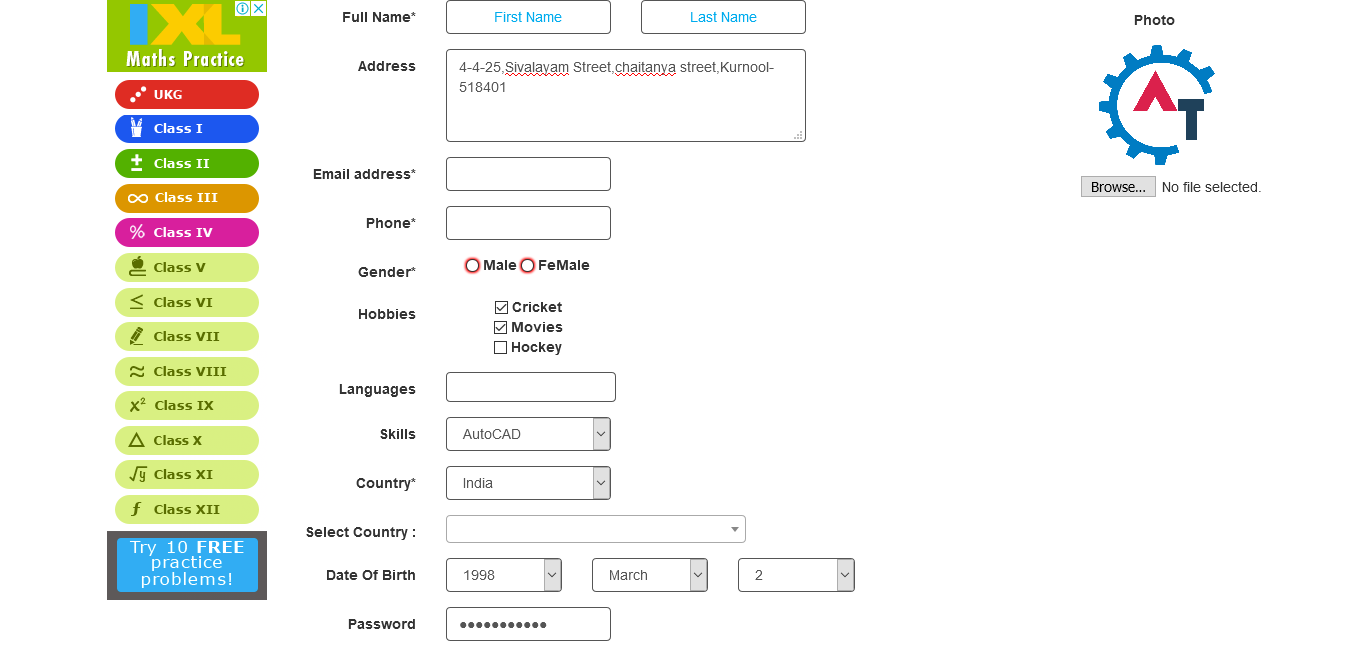 IXL
Maths Practice
UKG
Class I
Class II
Class III
% Class IV
Class V
≤ Class VI
Class VII
≈ Class VIII
x² Class IX
Class X
√y Class XI
f Class XII
Try 10 FREE
practice
problems!
Full Name* First Name Last Name
Address 4-4-25,Sivalayam Street,chaitanya street,Kurnool-
518401
Email address*
Phone*
Gender* Male FeMale
Hobbies Cricket
Movies
Hockey
Languages
Skills AutoCAD
Country* India
Select Country :
Date Of Birth 1998 March 2
Password •••••••••••
Photo
AT
Browse... No file selected.